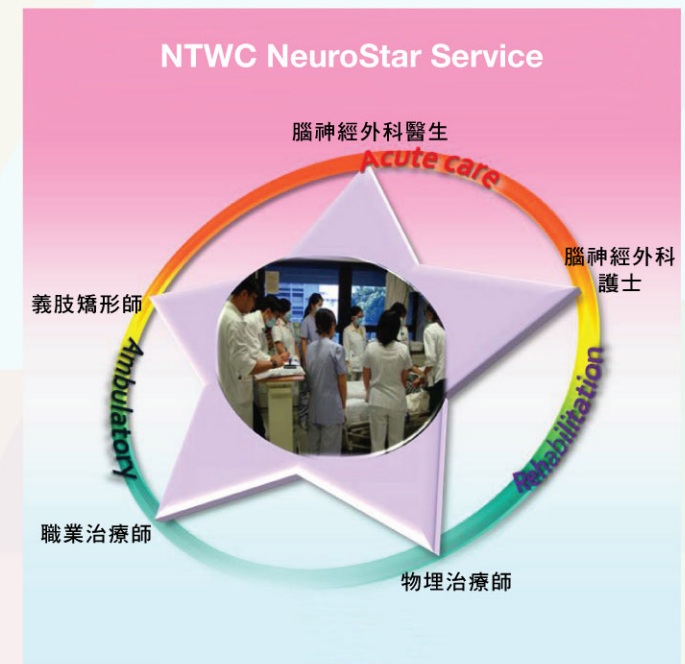 NTWC NeuroStar Service
腦神經外科醫生
Acute care
腦神經外科
護士
義肢矯形師
Ambulatory
Rehabilitation
職業治療師
物埋治療師